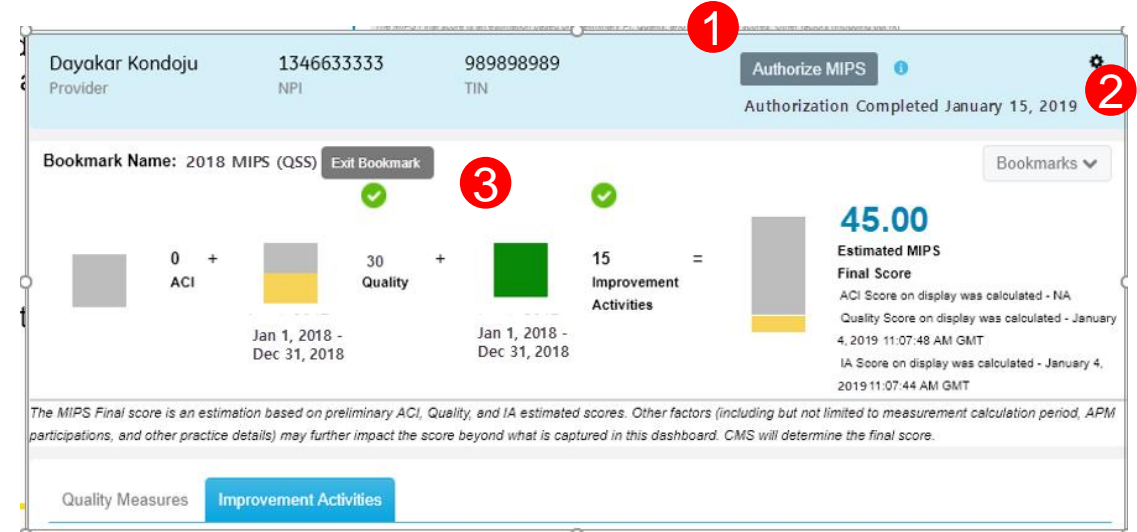 1
Dayakar Kondoju 1346633333 989898989 Authorize MIPS
Provider NPI TIN
2
Authorization Completed January 15, 2019
Bookmark Name: 2018 MIPS (QSS) Exit Bookmark Bookmarks
3
45.00
Estimated MIPS
Final Score
0 + 30 + 15 =
ACI Quality Improvement
Activities
ACI Score on display was calculated - NA
Quality Score on display was calculated - January
4, 2019 11:07:48 AM GMT
IA Score on display was calculated - January 4,
2019 11:07:44 AM GMT
Jan 1, 2018 - Jan 1, 2018 -
Dec 31, 2018 Dec 31, 2018
The MIPS Final score is an estimation based on preliminary ACI, Quality, and IA estimated scores. Other factors (including but not limited to measurement calculation period, APM
participations, and other practice details) may further impact the score beyond what is captured in this dashboard. CMS will determine the final score.
Quality Measures Improvement Activities